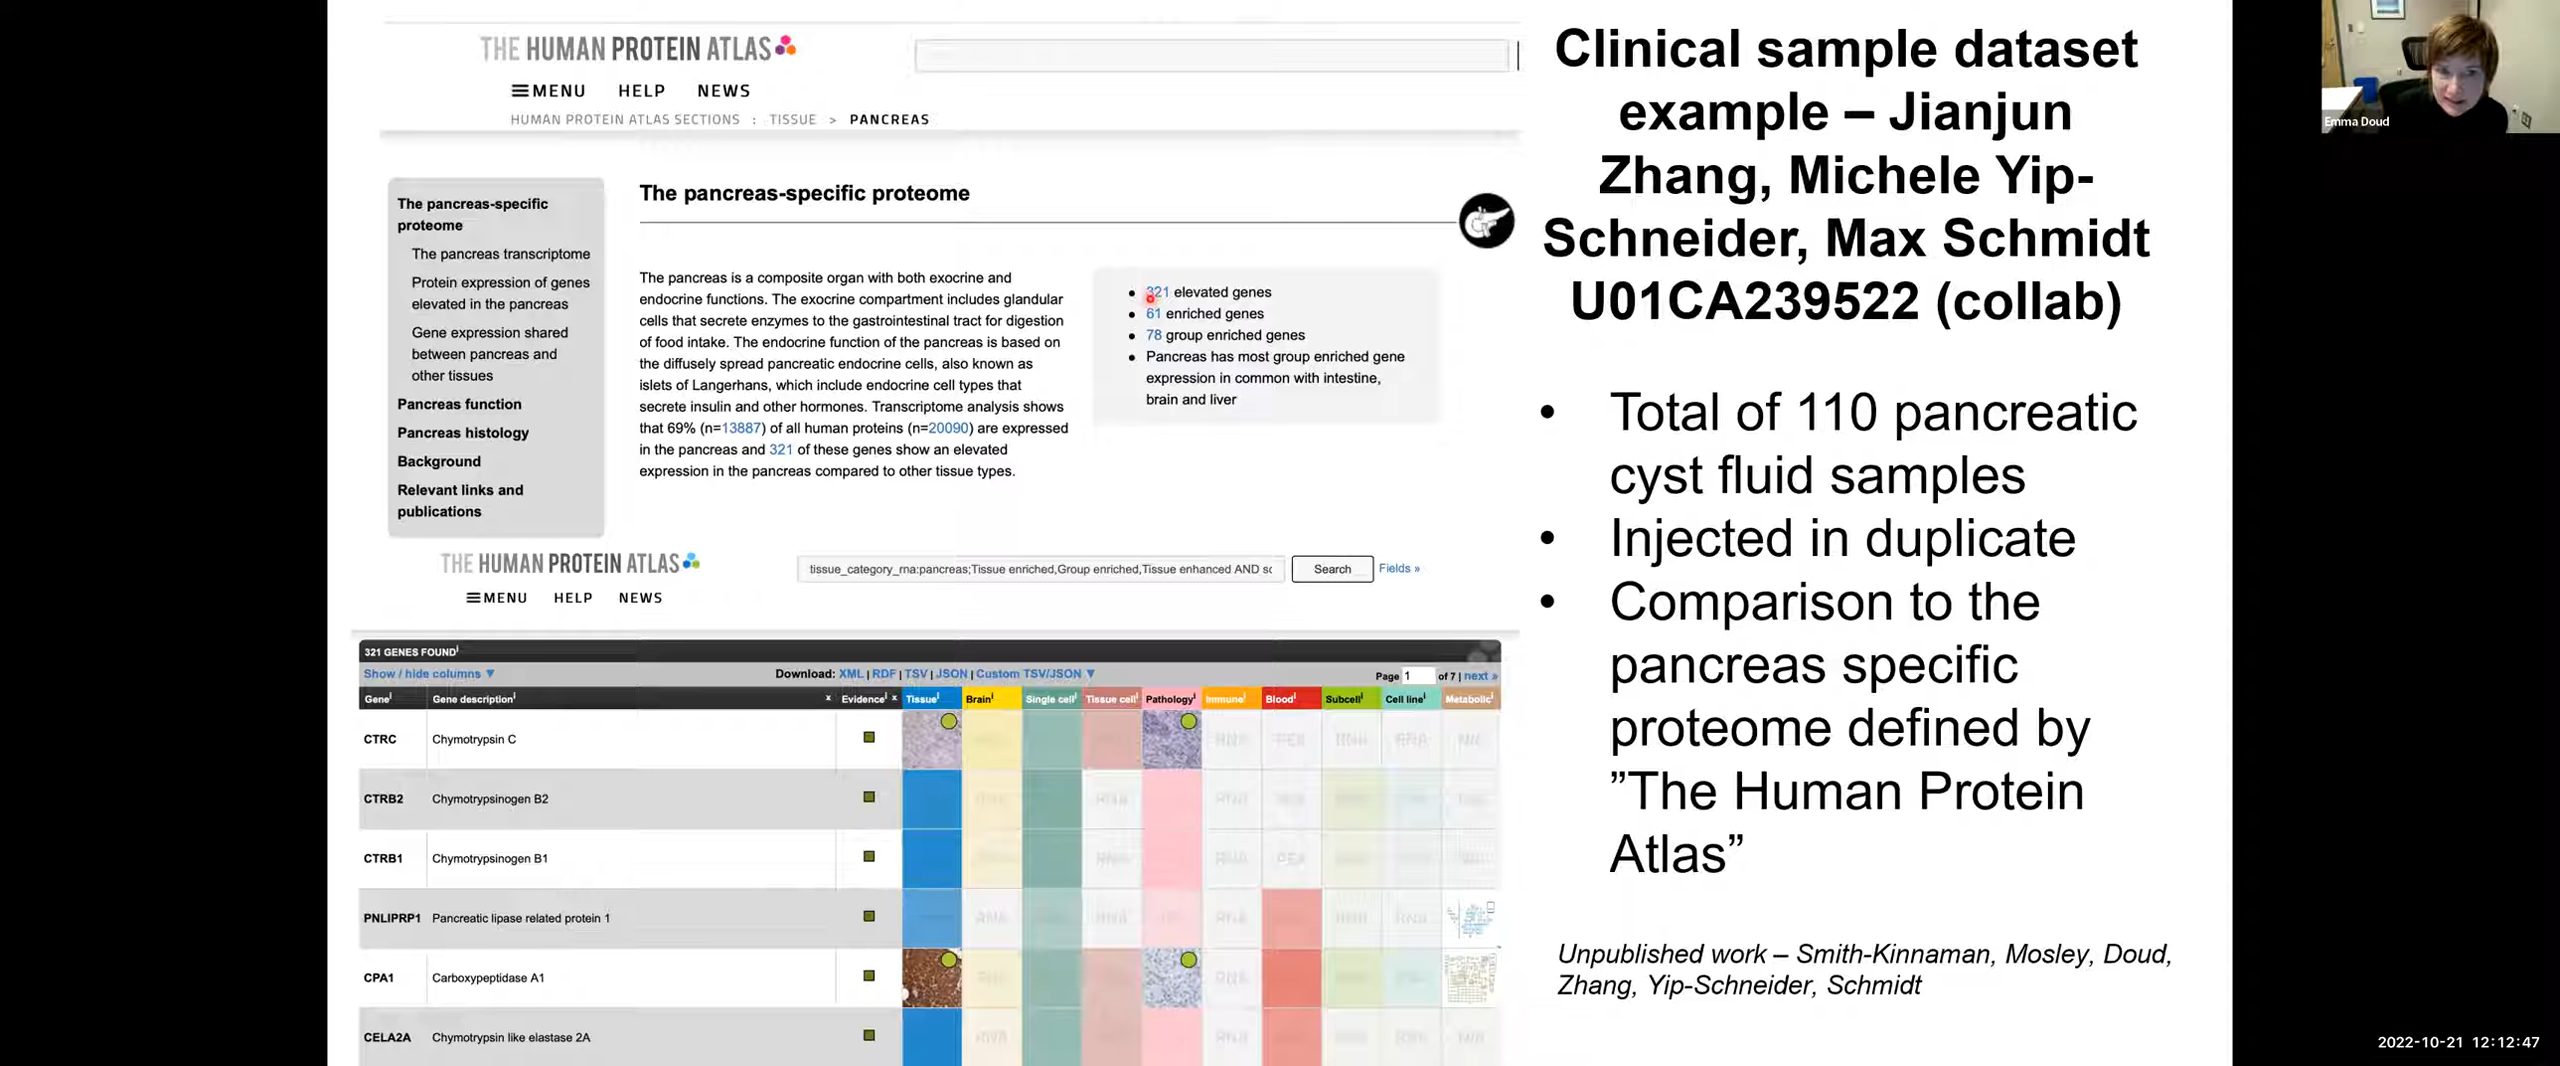 THE HUMAN PROTEIN ATLAS
MENU HELP NEWS
HUMAN PROTEIN ATLAS SECTIONS : TISSUE > PANCREAS
The pancreas-specific
proteome
The pancreas transcriptome
Protein expression of genes
elevated in the pancreas
Gene expression shared
between pancreas and
other tissues
Pancreas function
Pancreas histology
Background
Relevant links and
publications
The pancreas-specific proteome
The pancreas is a composite organ with both exocrine and
endocrine functions. The exocrine compartment includes glandular
cells that secrete enzymes to the gastrointestinal tract for digestion
of food intake. The endocrine function of the pancreas is based on
the diffusely spread pancreatic endocrine cells, also known as
islets of Langerhans, which include endocrine cell types that
secrete insulin and other hormones. Transcriptome analysis shows
that 69% (n=13887) of all human proteins (n=20090) are expressed
in the pancreas and 321 of these genes show an elevated
expression in the pancreas compared to other tissue types.
• 321 elevated genes
• 61 enriched genes
• 78 group enriched genes
• Pancreas has most group enriched gene
expression in common with intestine,
brain and liver
THE HUMAN PROTEIN ATLAS
tissue_category_rna:pancreas;Tissue enriched,Group enriched,Tissue enhanced AND sc
Search
Fields »
MENU HELP NEWS
321 GENES FOUND
Show / hide columns ▼
Download: XML | RDF | TSV | JSON | Custom TSV/JSON ▼
Page 1 of 7 | next »
Gene Gene description x Evidence x Tissue Brain Single cell Tissue cell Pathology Immune Blood Subcell Cell line Metabolic
CTRC Chymotrypsin C
CTRB2 Chymotrypsinogen B2
CTRB1 Chymotrypsinogen B1
PNLIPRP1 Pancreatic lipase related protein 1
CPA1 Carboxypeptidase A1
CELA2A Chymotrypsin like elastase 2A
Clinical sample dataset
example – Jianjun
Zhang, Michele Yip-
Schneider, Max Schmidt
U01CA239522 (collab)
• Total of 110 pancreatic
cyst fluid samples
• Injected in duplicate
• Comparison to the
pancreas specific
proteome defined by
”The Human Protein
Atlas”
Unpublished work – Smith-Kinnaman, Mosley, Doud,
Zhang, Yip-Schneider, Schmidt
Emma Doud
2022-10-21 12:12:47